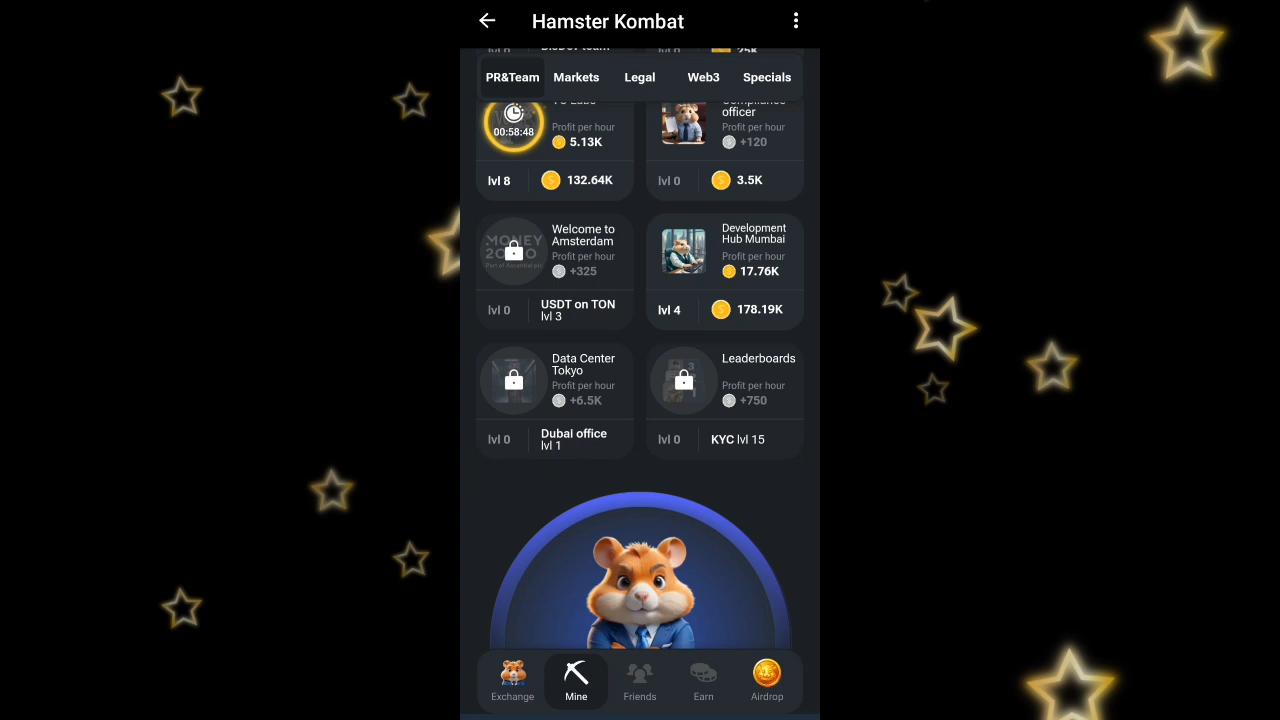 Hamster Kombat
PR&Team
Markets
Legal
Web3
Specials
00:58:48
Profit per hour
5.13K
lvl 8
132.64K
Compliance
officer
Profit per hour
+120
lvl 0
3.5K
MONEY
Welcome to
Amsterdam
Profit per hour
+325
lvl 0
USDT on TON
lvl 3
Development
Hub Mumbai
Profit per hour
17.76K
lvl 4
178.19K
Data Center
Tokyo
Profit per hour
+6.5K
lvl 0
Dubai office
lvl 1
Leaderboards
Profit per hour
+750
lvl 0
KYC lvl 15
Exchange
Mine
Friends
Earn
Airdrop